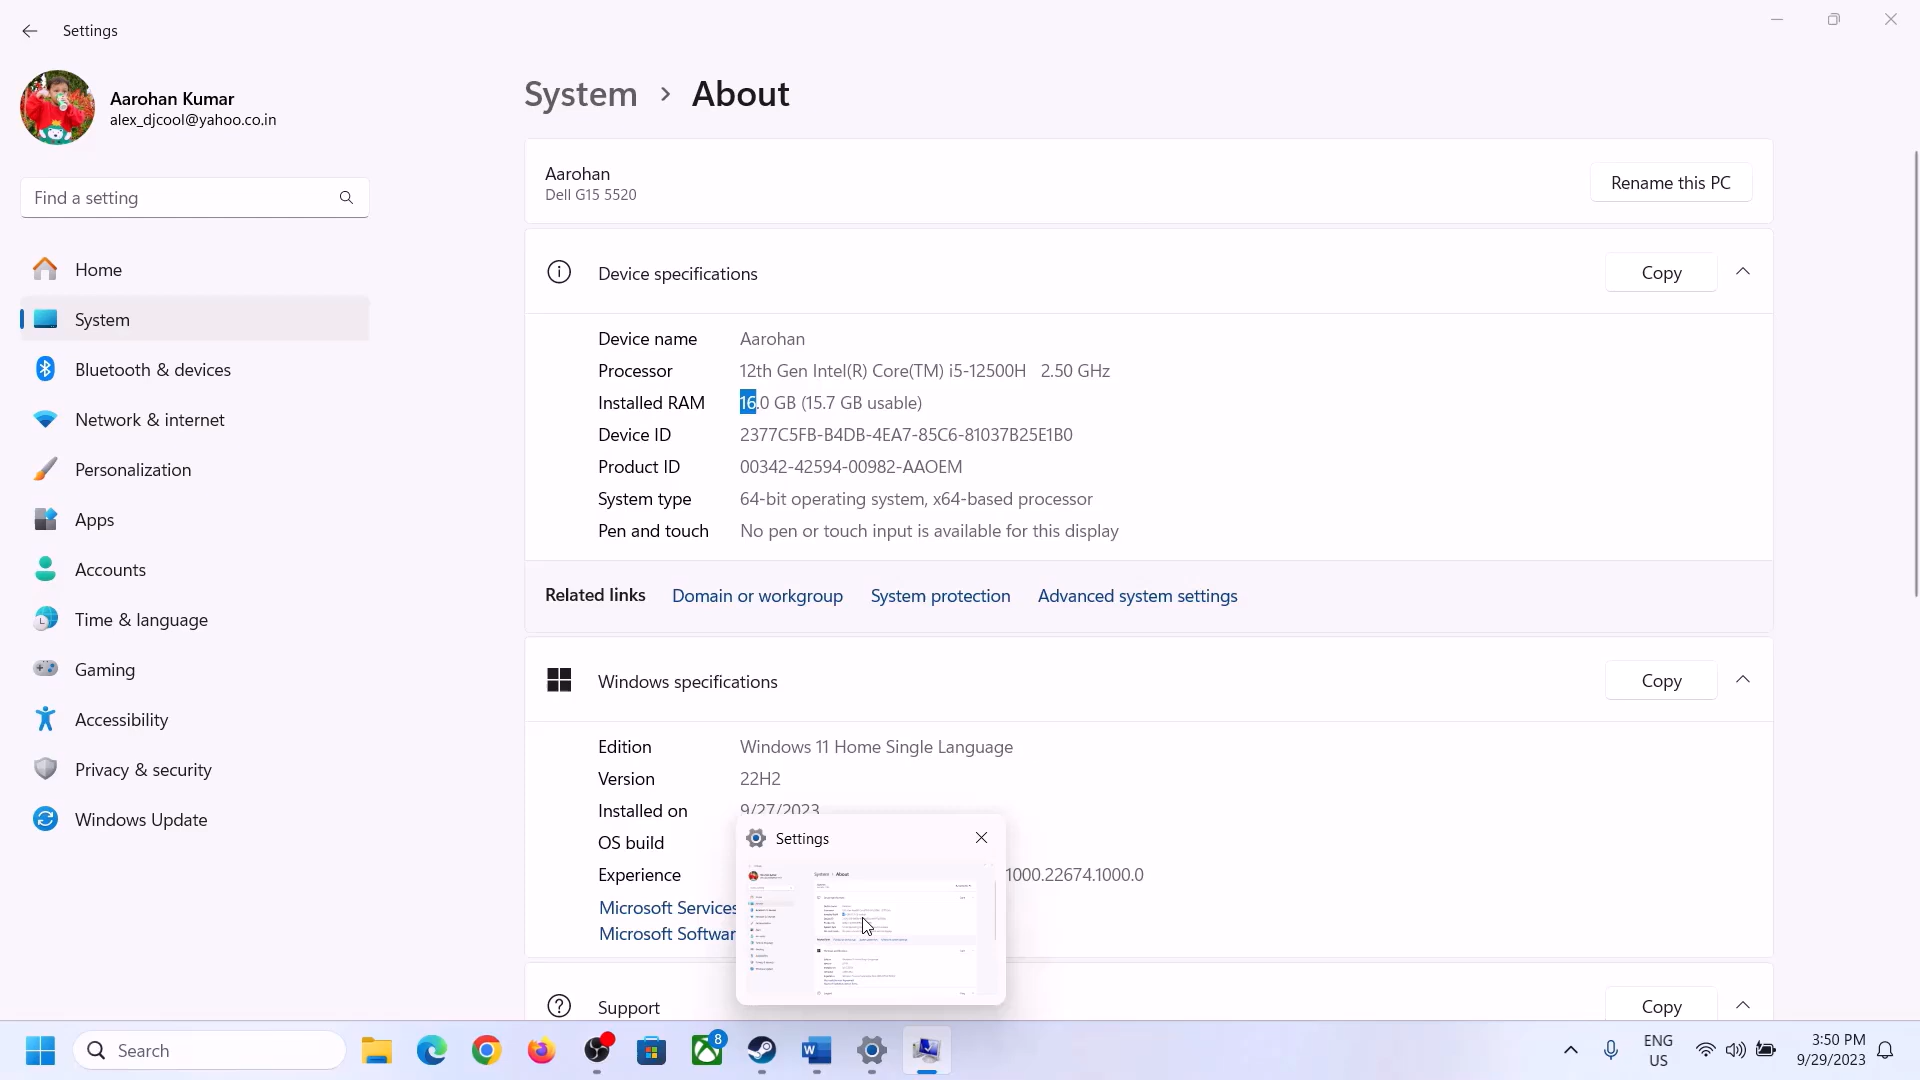 Settings
Aarohan Kumar
alex_djcool@yahoo.co.in
Find a setting
Home
System
Bluetooth & devices
Network & internet
Personalization
Apps
Accounts
Time & language
Gaming
Accessibility
Privacy & security
Windows Update
System > About
Aarohan
Dell G15 5520
Rename this PC
Device specifications
Copy
Device name Aarohan
Processor 12th Gen Intel(R) Core(TM) i5-12500H 2.50 GHz
Installed RAM 16.0 GB (15.7 GB usable)
Device ID 2377C5FB-B4DB-4EA7-85C6-81037B25E1B0
Product ID 00342-42594-00982-AAOEM
System type 64-bit operating system, x64-based processor
Pen and touch No pen or touch input is available for this display
Related links Domain or workgroup System protection Advanced system settings
Windows specifications
Copy
Edition Windows 11 Home Single Language
Version 22H2
Installed on 9/27/2023
OS build
Experience 1000.22674.1000.0
Microsoft Services
Microsoft Softwar
Settings
Support
Copy
Search
8
ENG
US
3:50 PM
9/29/2023